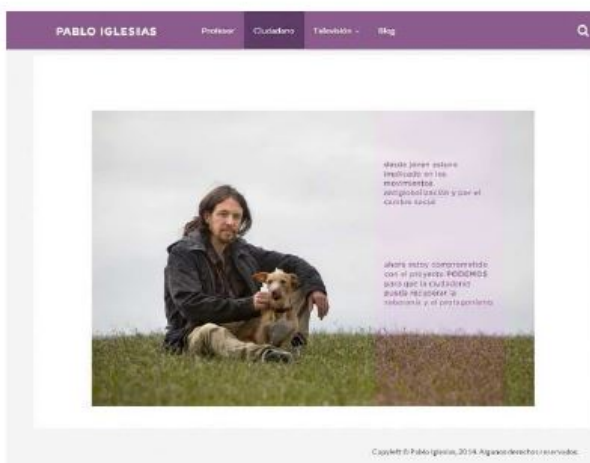 PABLO IGLESIAS
Profesor
Ciudadano
Televisión
Blog
desde joven estuve
implicado en los
movimientos
antiglobalización y por el
cambio social
ahora estoy comprometido
con el proyecto PODEMOS
para que la ciudadanía
pueda recuperar la
soberanía y el protagonismo
Copyleft © Pablo Iglesias, 2014. Algunos derechos reservados.